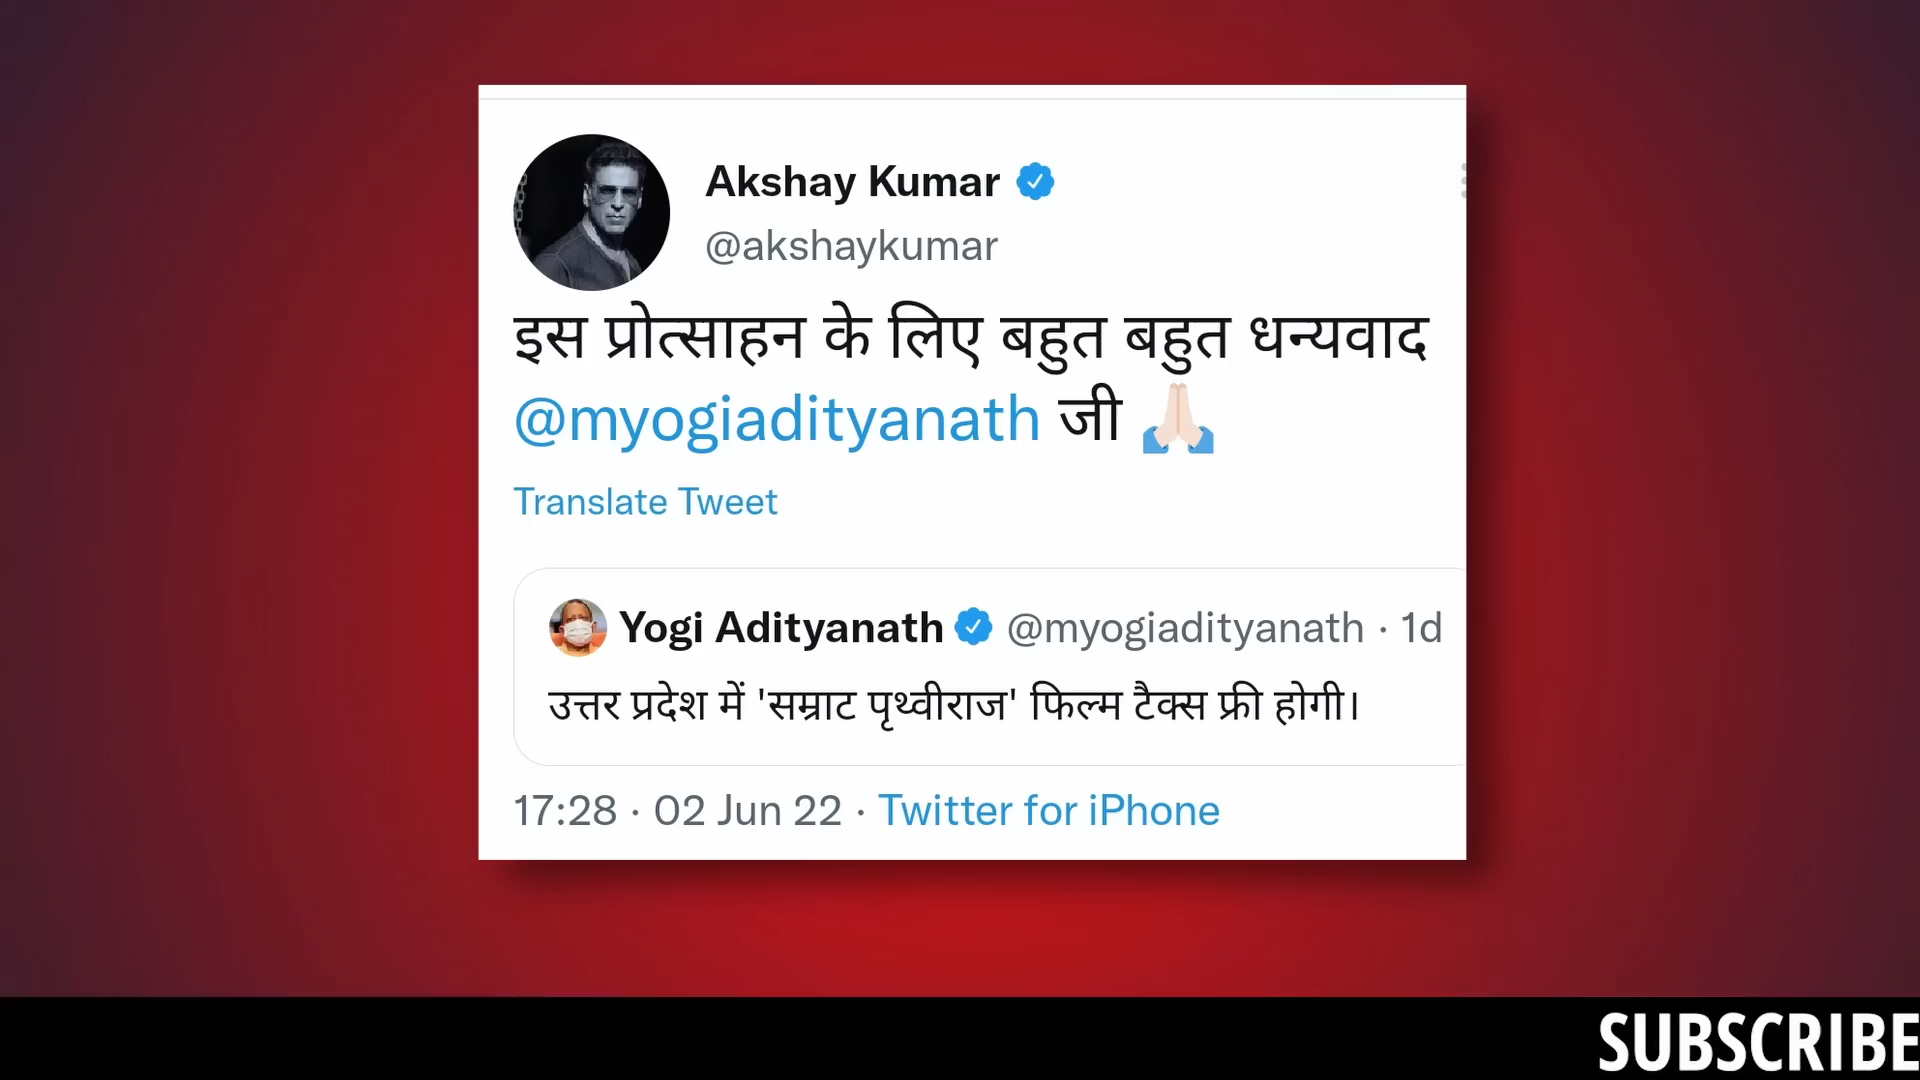 Akshay Kumar
@akshaykumar
इस प्रोत्साहन के लिए बहुत बहुत धन्यवाद
@myogiadityanath जी 🙏🏻
Translate Tweet
Yogi Adityanath @myogiadityanath · 1d
उत्तर प्रदेश में 'सम्राट पृथ्वीराज' फिल्म टैक्स फ्री होगी।
17:28 · 02 Jun 22 · Twitter for iPhone
SUBSCRIBE